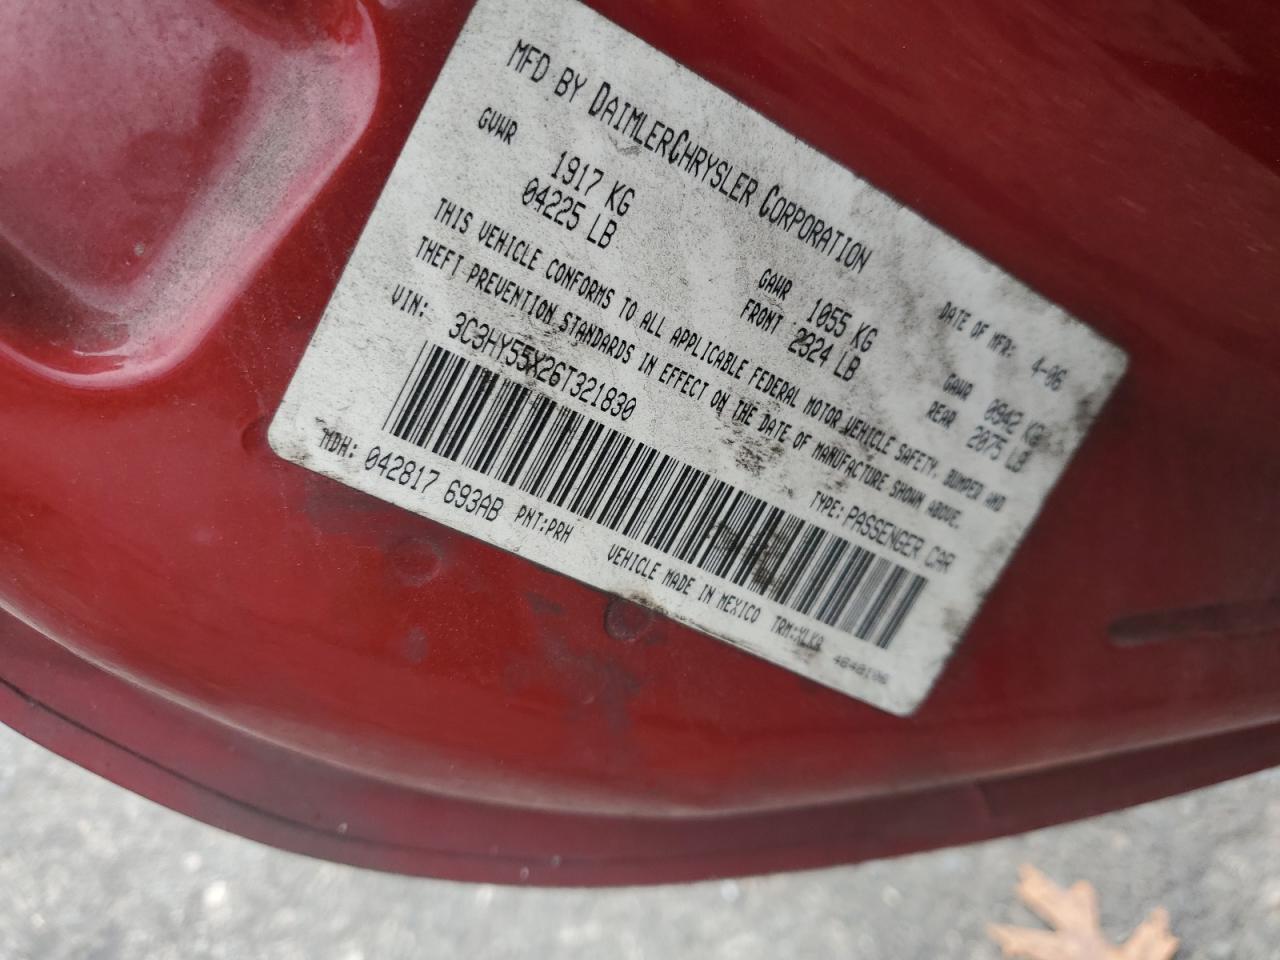 MFD BY DAIMLERCHRYSLER CORPORATION
DATE OF MFR: 4-06
GVWR
1917 KG
04225 LB
GAWR
FRONT
1055 KG
2324 LB
GAWR
REAR
0942 KG
2075 LB
THIS VEHICLE CONFORMS TO ALL APPLICABLE FEDERAL MOTOR VEHICLE SAFETY, BUMPER AND
THEFT PREVENTION STANDARDS IN EFFECT ON THE DATE OF MANUFACTURE SHOWN ABOVE.
VIN: 3C3HY55X26T321830
TYPE: PASSENGER CAR
MDH: 042817 693AB
PNT:PRH
VEHICLE MADE IN MEXICO
TRM:XLKA